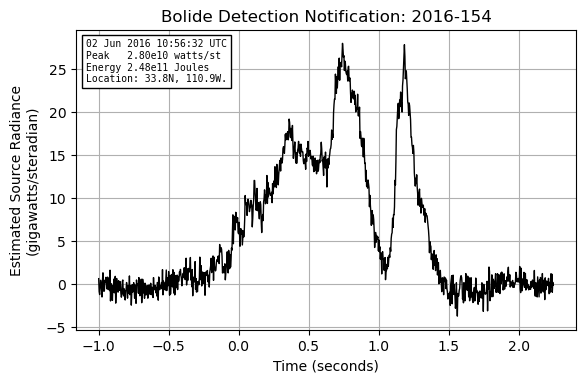 Bolide Detection Notification: 2016-154
02 Jun 2016 10:56:32 UTC
Peak   2.80e10 watts/st
Energy 2.48e11 Joules
Location: 33.8N, 110.9W.
Estimated Source Radiance
(gigawatts/steradian)
25
20
15
10
5
0
−5
−1.0 −0.5 0.0 0.5 1.0 1.5 2.0
Time (seconds)